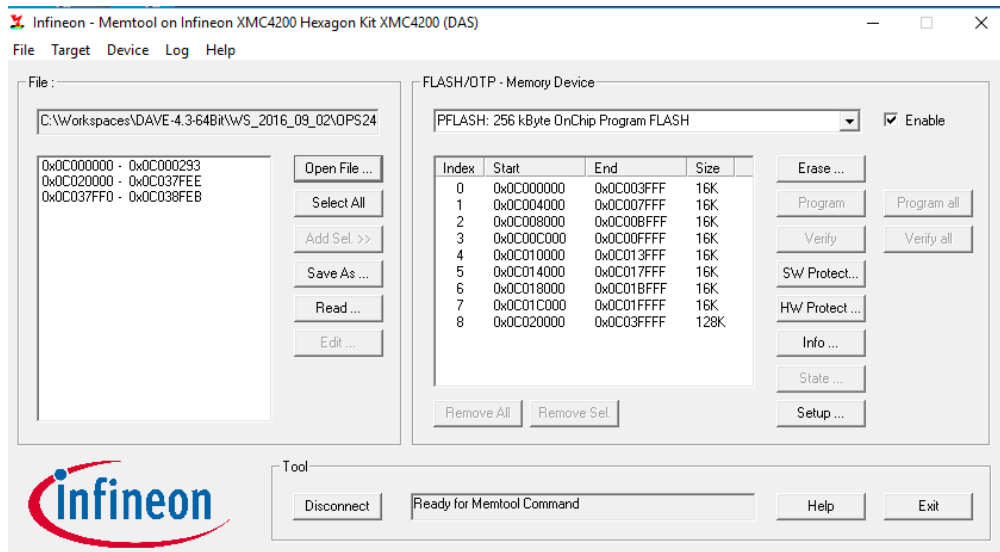 Infineon - Memtool on Infineon XMC4200 Hexagon Kit XMC4200 (DAS)
File Target Device Log Help
File :
C:\Workspaces\DAVE-4.3-64Bit\WS_2016_09_02\OPS24
0x0C000000 - 0x0C000293
0x0C020000 - 0x0C037FEE
0x0C037FF0 - 0x0C038FEB
Open File ...
Select All
Add Sel. >>
Save As ...
Read ...
Edit ...
FLASH/OTP - Memory Device
PFLASH: 256 kByte OnChip Program FLASH
Enable
Index Start End Size
0 0x0C000000 0x0C003FFF 16K
1 0x0C004000 0x0C007FFF 16K
2 0x0C008000 0x0C00BFFF 16K
3 0x0C00C000 0x0C00FFFF 16K
4 0x0C010000 0x0C013FFF 16K
5 0x0C014000 0x0C017FFF 16K
6 0x0C018000 0x0C01BFFF 16K
7 0x0C01C000 0x0C01FFFF 16K
8 0x0C020000 0x0C03FFFF 128K
Erase ...
Program Program all
Verify Verify all
SW Protect...
HW Protect ...
Info ...
State ...
Setup ...
Remove All Remove Sel.
infineon
Tool
Disconnect Ready for Memtool Command Help Exit